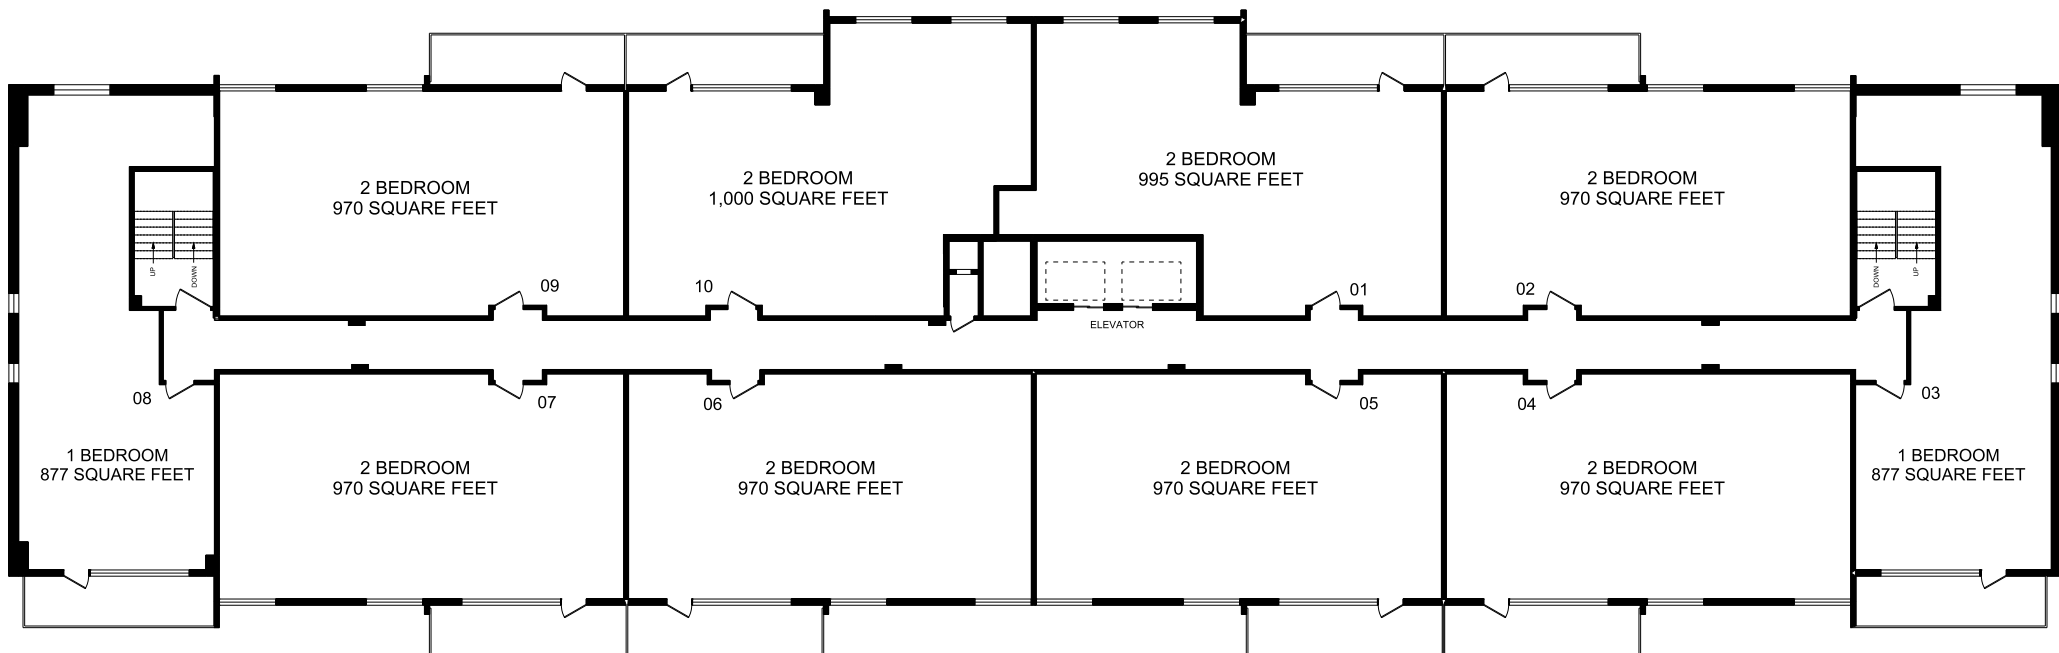 2 BEDROOM
995 SQUARE FEET
2 BEDROOM
1,000 SQUARE FEET
2 BEDROOM
970 SQUARE FEET
2 BEDROOM
970 SQUARE FEET
UP
DOWN
DOWN
UP
09
10
01
02
ELEVATOR
08
07
06
05
04
03
1 BEDROOM
877 SQUARE FEET
2 BEDROOM
970 SQUARE FEET
2 BEDROOM
970 SQUARE FEET
2 BEDROOM
970 SQUARE FEET
2 BEDROOM
970 SQUARE FEET
1 BEDROOM
877 SQUARE FEET